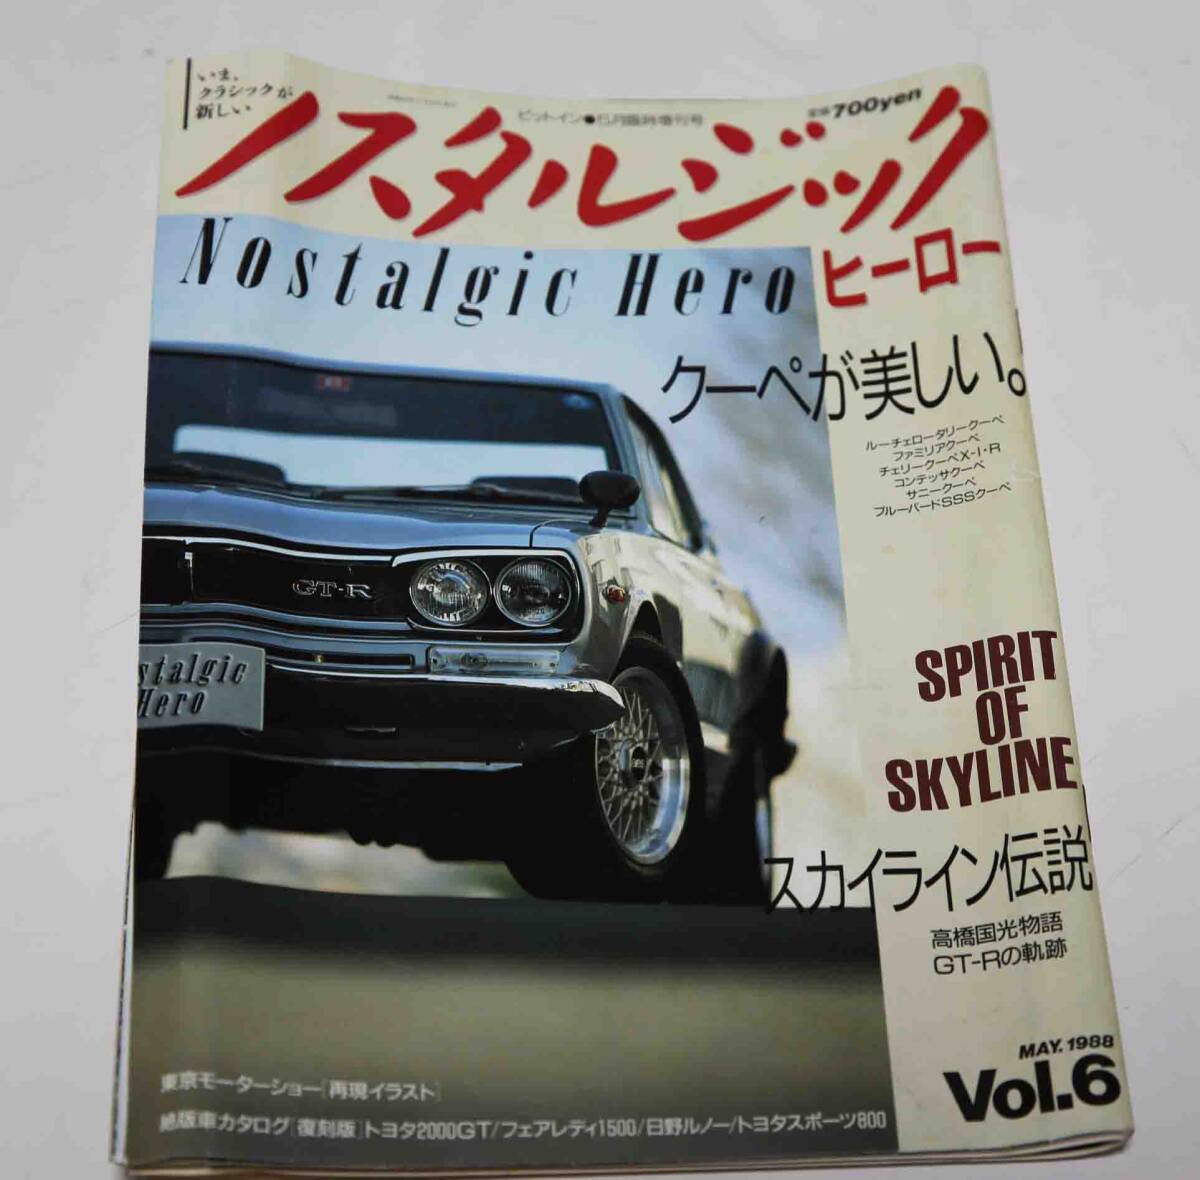 いま、
クラシックが
新しい
ピットイン●5月臨時増刊号
定価700yen
ノスタルジック
ヒーロー
Nostalgic Hero
クーペが美しい。
ルーチェロータリークーペ
ファミリアクーペ
チェリークーペX-1・R
コンテッサクーペ
サニークーペ
ブルーバードSSSクーペ
GT-R
stalgic
Hero
SPIRIT
OF
SKYLINE
スカイライン伝説
高橋国光物語
GT-Rの軌跡
MAY.1988
Vol.6
東京モーターショー[再現イラスト]
絶版車カタログ[復刻版]トヨタ2000GT/フェアレディ1500/日野ルノー/トヨタスポーツ800